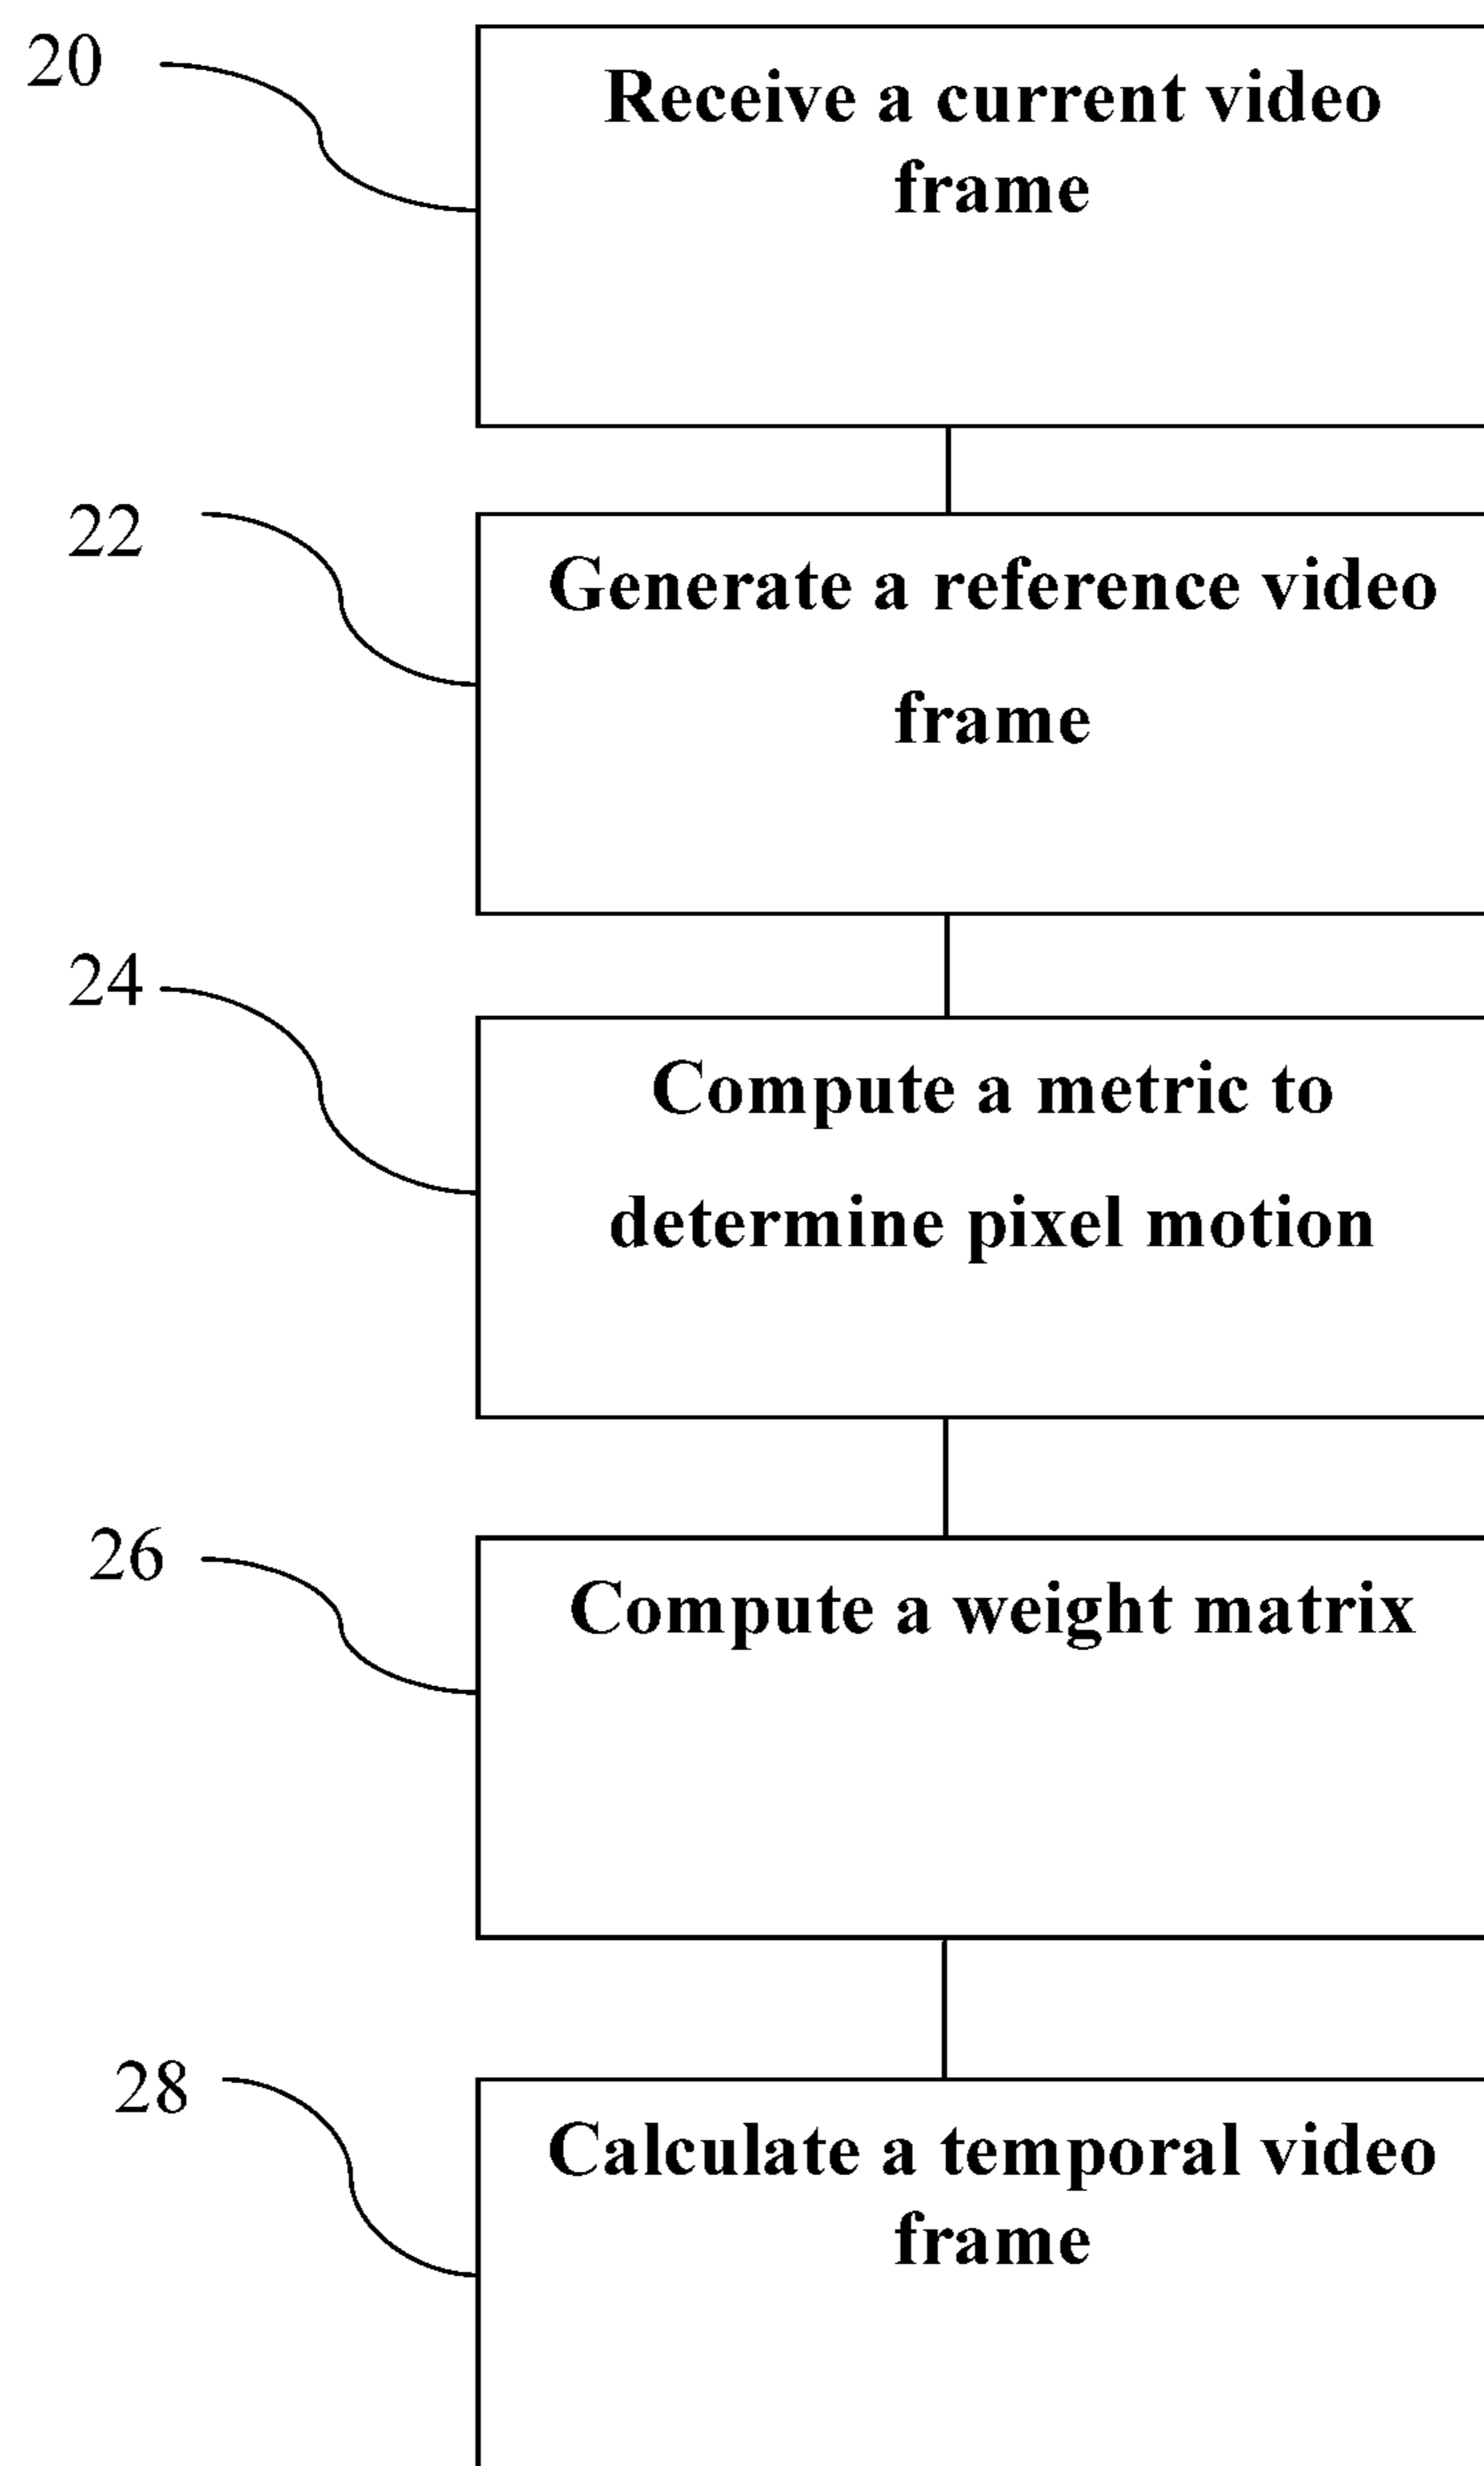 20
Receive a current video
frame
22
Generate a reference video
frame
24
Compute a metric to
determine pixel motion
26
Compute a weight matrix
28
Calculate a temporal video
frame